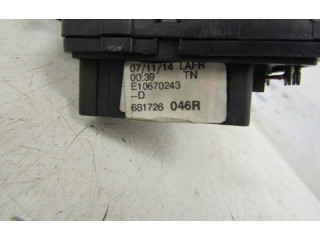 07/11/14 LAFR
00:39 TN
E10670243
--D
681726 046R